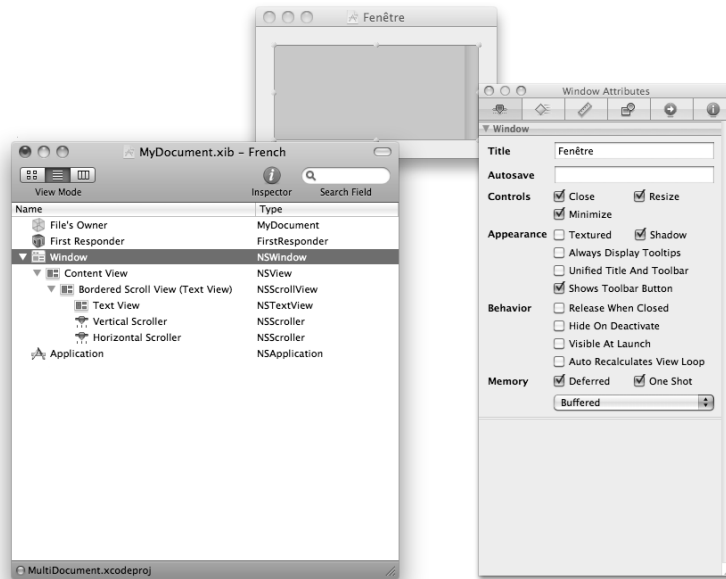 Fenêtre
MyDocument.xib – French
View Mode
Inspector
Search Field
Name Type
File's Owner MyDocument
First Responder FirstResponder
Window NSWindow
Content View NSView
Bordered Scroll View (Text View) NSScrollView
Text View NSTextView
Vertical Scroller NSScroller
Horizontal Scroller NSScroller
Application NSApplication
MultiDocument.xcodeproj
Window Attributes
Window
Title Fenêtre
Autosave
Controls Close Resize
Minimize
Appearance Textured Shadow
Always Display Tooltips
Unified Title And Toolbar
Shows Toolbar Button
Behavior Release When Closed
Hide On Deactivate
Visible At Launch
Auto Recalculates View Loop
Memory Deferred One Shot
Buffered